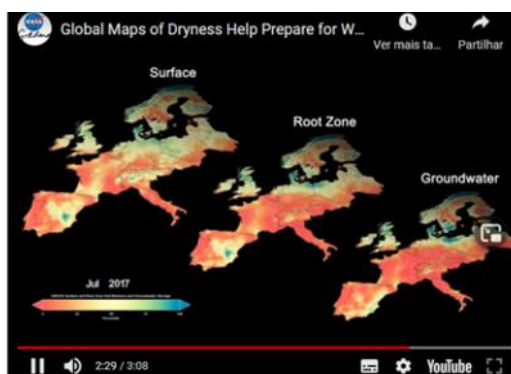 NASA
Global Maps of Dryness Help Prepare for W...
Ver mais ta...
Partilhar
Surface
Root Zone
Groundwater
Jul 2017
2:29 / 3:08
YouTube